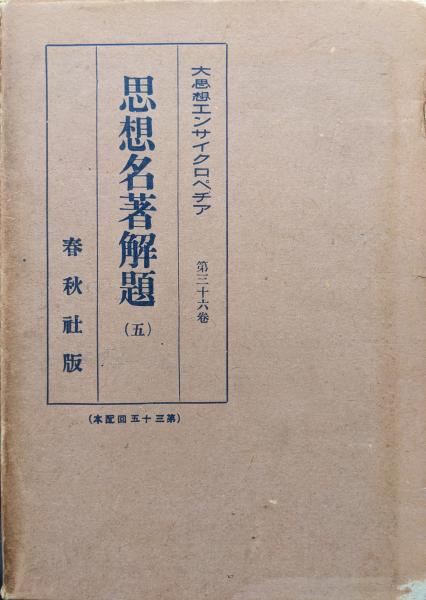 大思想エンサイクロペヂア
第三十六卷
思想名著解題
(五)
春秋社版
(第三十五回配本)